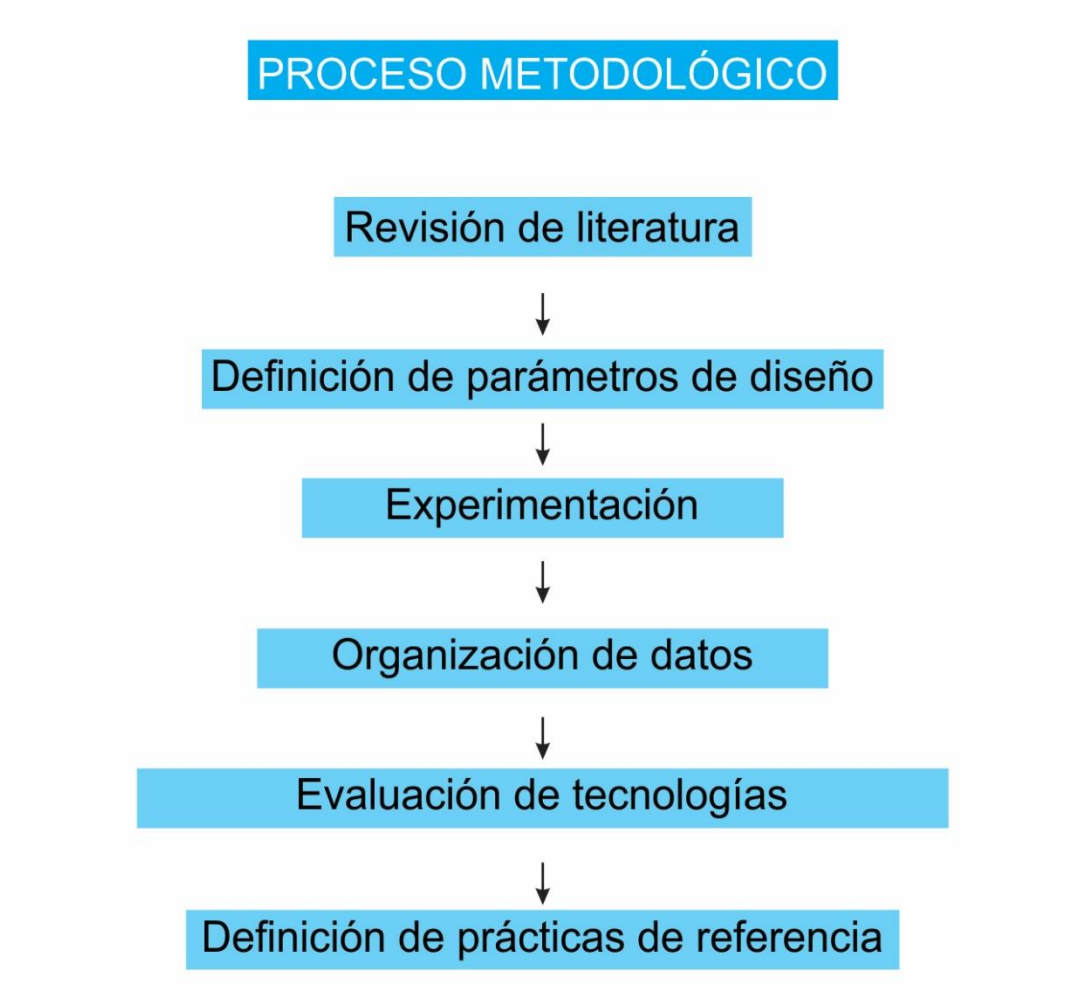 PROCESO METODOLÓGICO
Revisión de literatura
Definición de parámetros de diseño
Experimentación
Organización de datos
Evaluación de tecnologías
Definición de prácticas de referencia